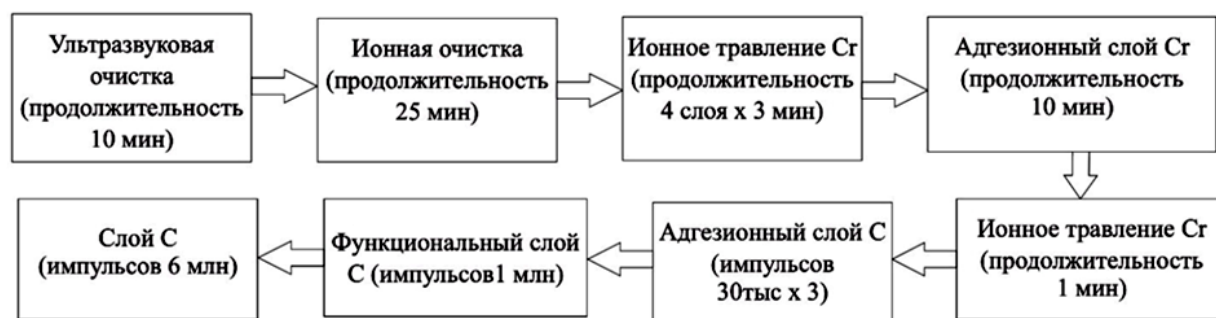 Ультразвуковая
очистка
(продолжительность
10 мин)
Ионная очистка
(продолжительность
25 мин)
Ионное травление Cr
(продолжительность
4 слоя x 3 мин)
Адгезионный слой Cr
(продолжительность
10 мин)
Ионное травление Cr
(продолжительность
1 мин)
Адгезионный слой C
(импульсов
30тыс x 3)
Функциональный слой
C (импульсов1 млн)
Слой C
(импульсов 6 млн)